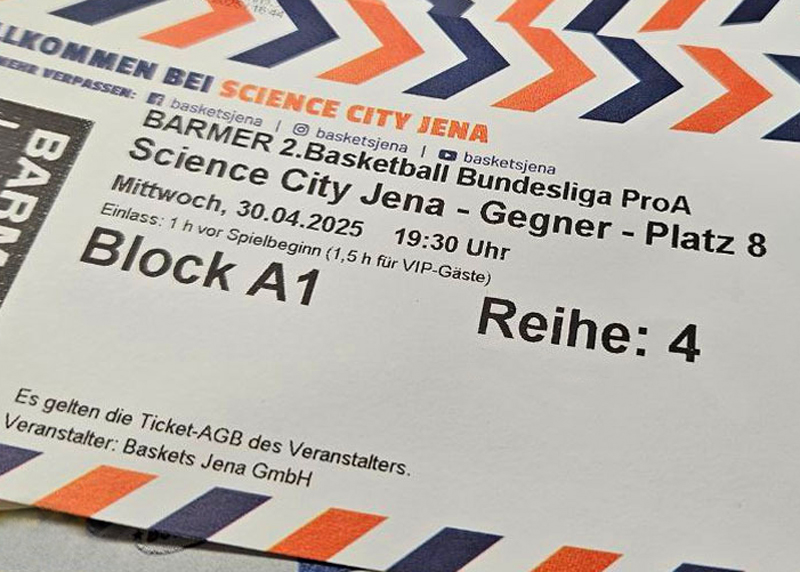 LLKOMMEN BEI SCIENCE CITY JENA
MEHR VERPASSEN: basketsjena | basketsjena | basketsjena
BARMER 2.Basketball Bundesliga ProA
Science City Jena - Gegner - Platz 8
Mittwoch, 30.04.2025 19:30 Uhr
Einlass: 1 h vor Spielbeginn (1,5 h für VIP-Gäste)
Block A1
Reihe: 4
BARM
Es gelten die Ticket-AGB des Veranstalters.
Veranstalter: Baskets Jena GmbH